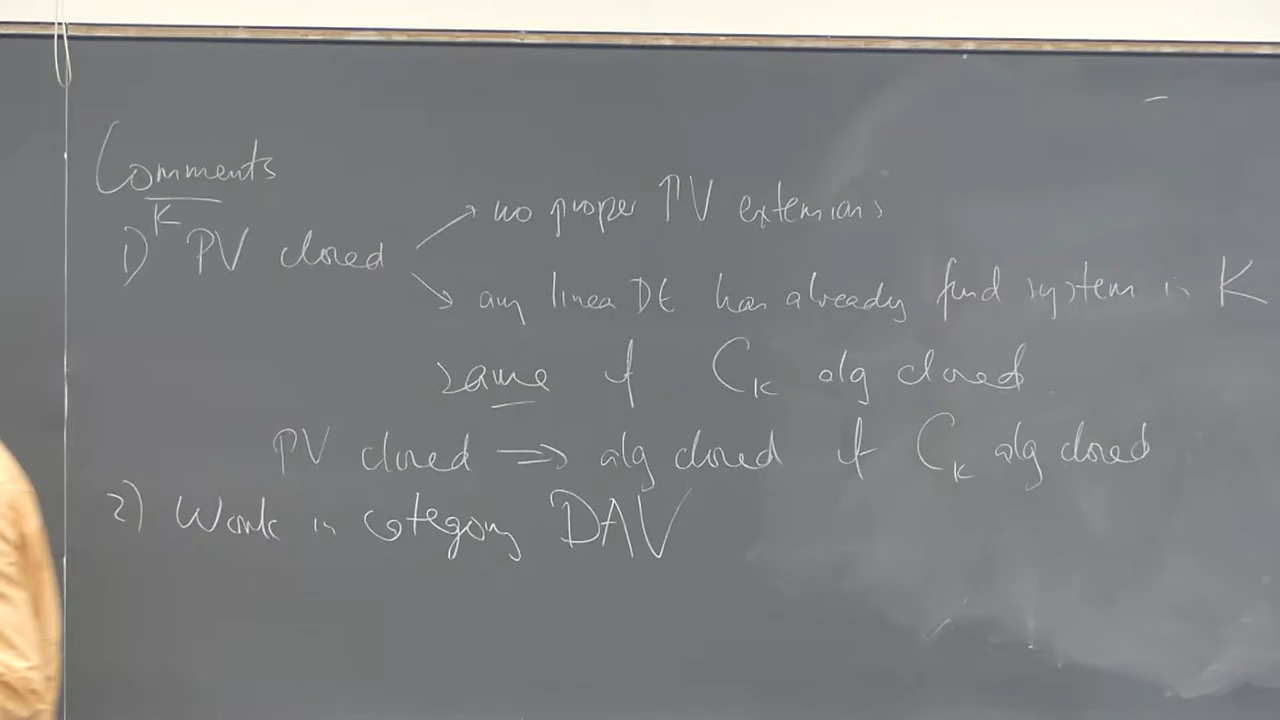 Comments
1) K PV closed → no proper PV extensions
→ any linea DE has already fund system in K
same if C_K alg closed
PV closed ⇒ alg closed if C_K alg closed
2) Work in category DAV